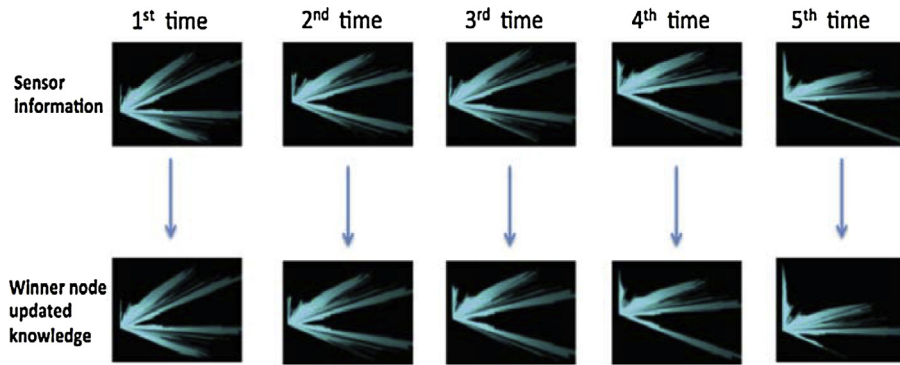 1st time 2nd time 3rd time 4th time 5th time
Sensor
information
Winner node
updated
knowledge